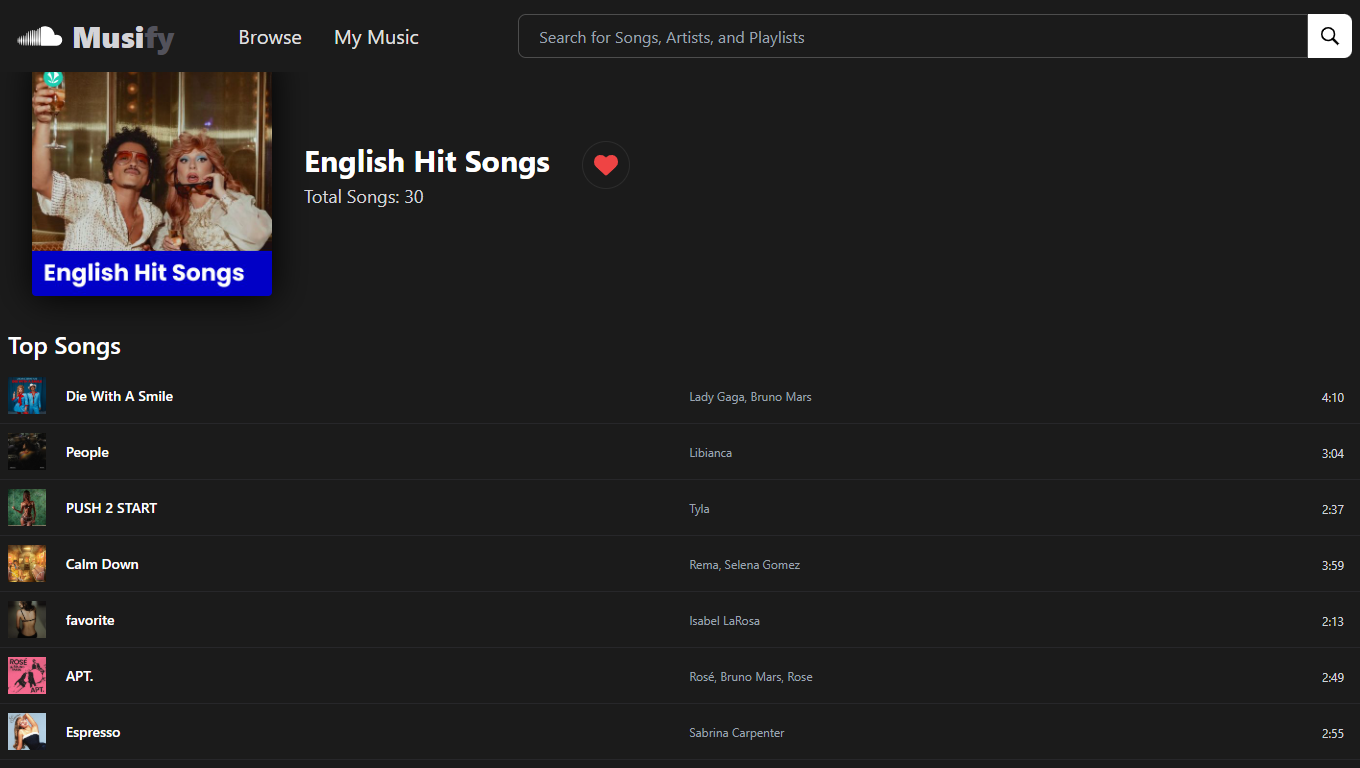 Musify
Browse
My Music
Search for Songs, Artists, and Playlists
English Hit Songs
Total Songs: 30
English Hit Songs
Top Songs
Die With A Smile
Lady Gaga, Bruno Mars
4:10
People
Libianca
3:04
PUSH 2 START
Tyla
2:37
Calm Down
Rema, Selena Gomez
3:59
favorite
Isabel LaRosa
2:13
ROSÉ
APT.
APT.
Rosé, Bruno Mars, Rose
2:49
Espresso
Sabrina Carpenter
2:55